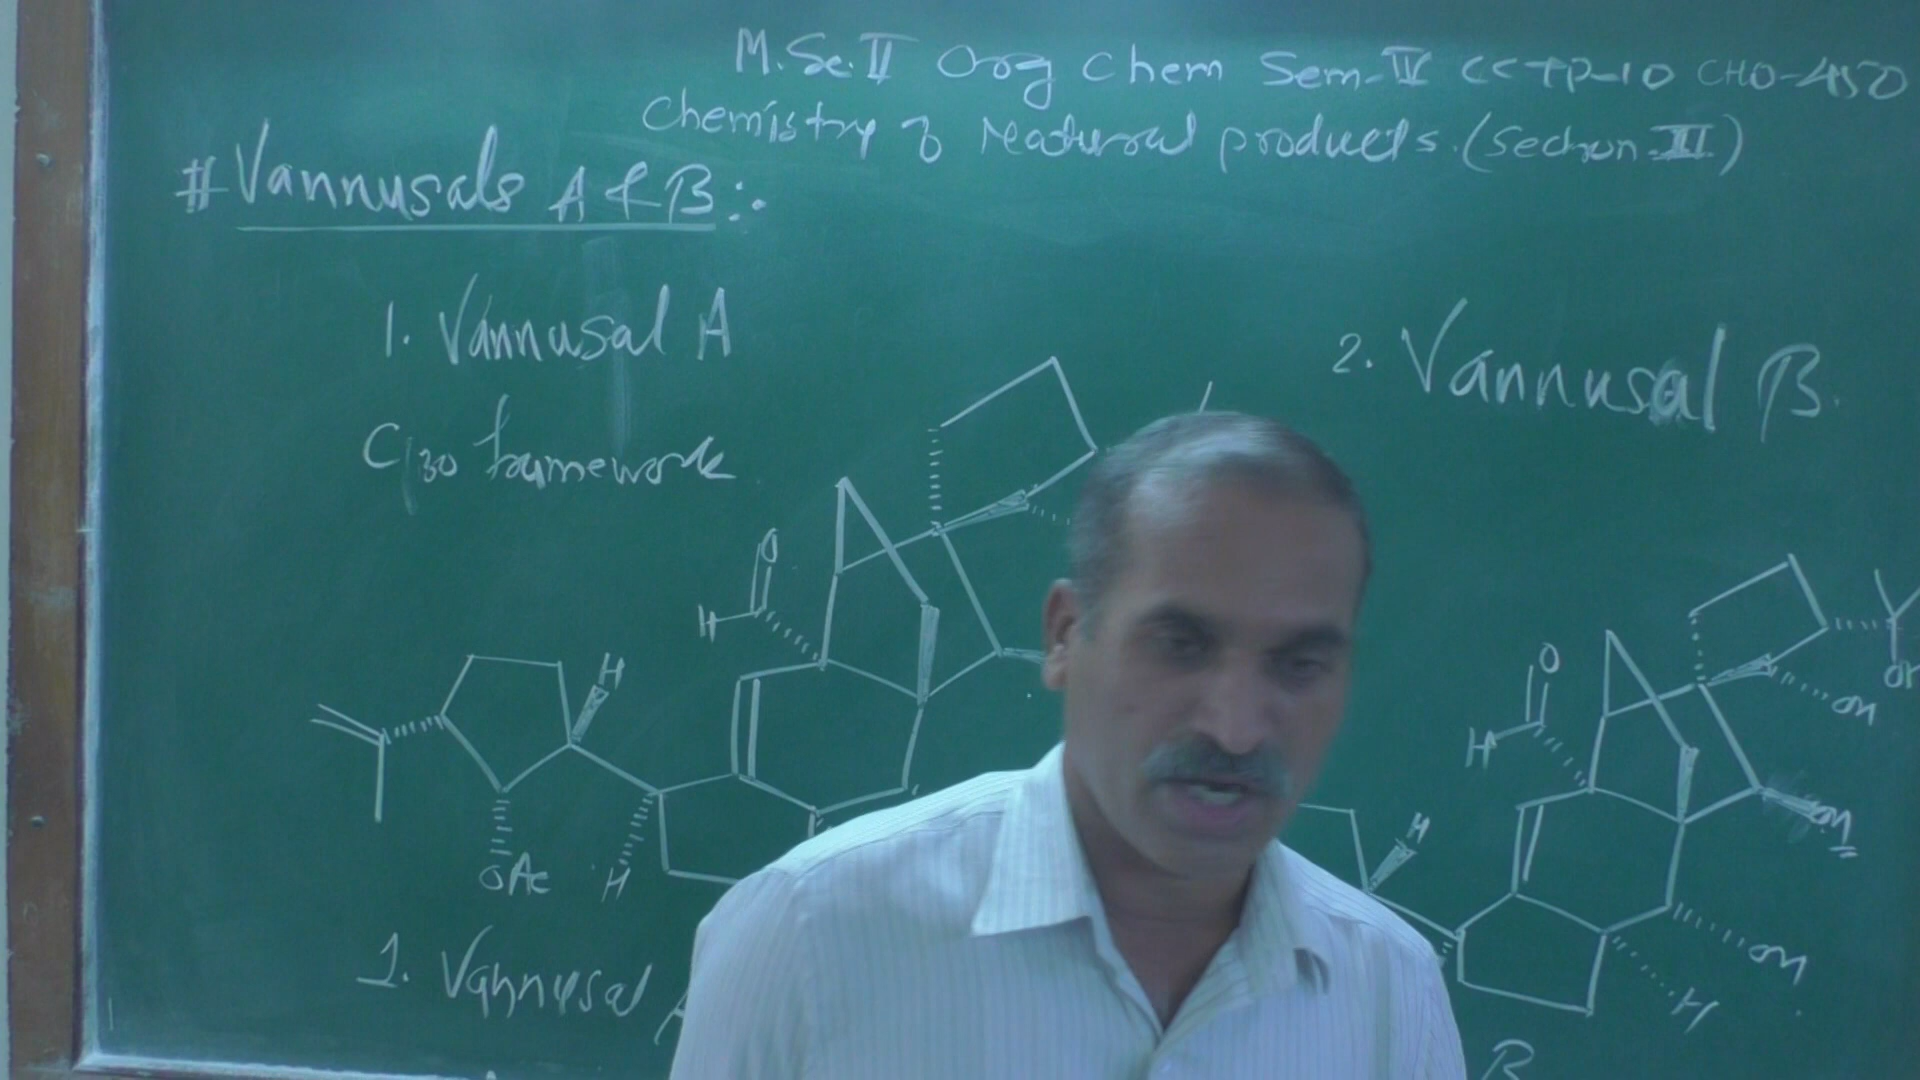 M.Sc.II Org Chem Sem-IV CCTP-10 CHO-450
Chemistry of Natural products. (Section-II)
# Vannusals A & B :-
1. Vannusal A
2. Vannusal B
C30 framework
O
H
H
OAc
H
1. Vannusal A
O
H
OH
OH
OH
H
OH
H
B